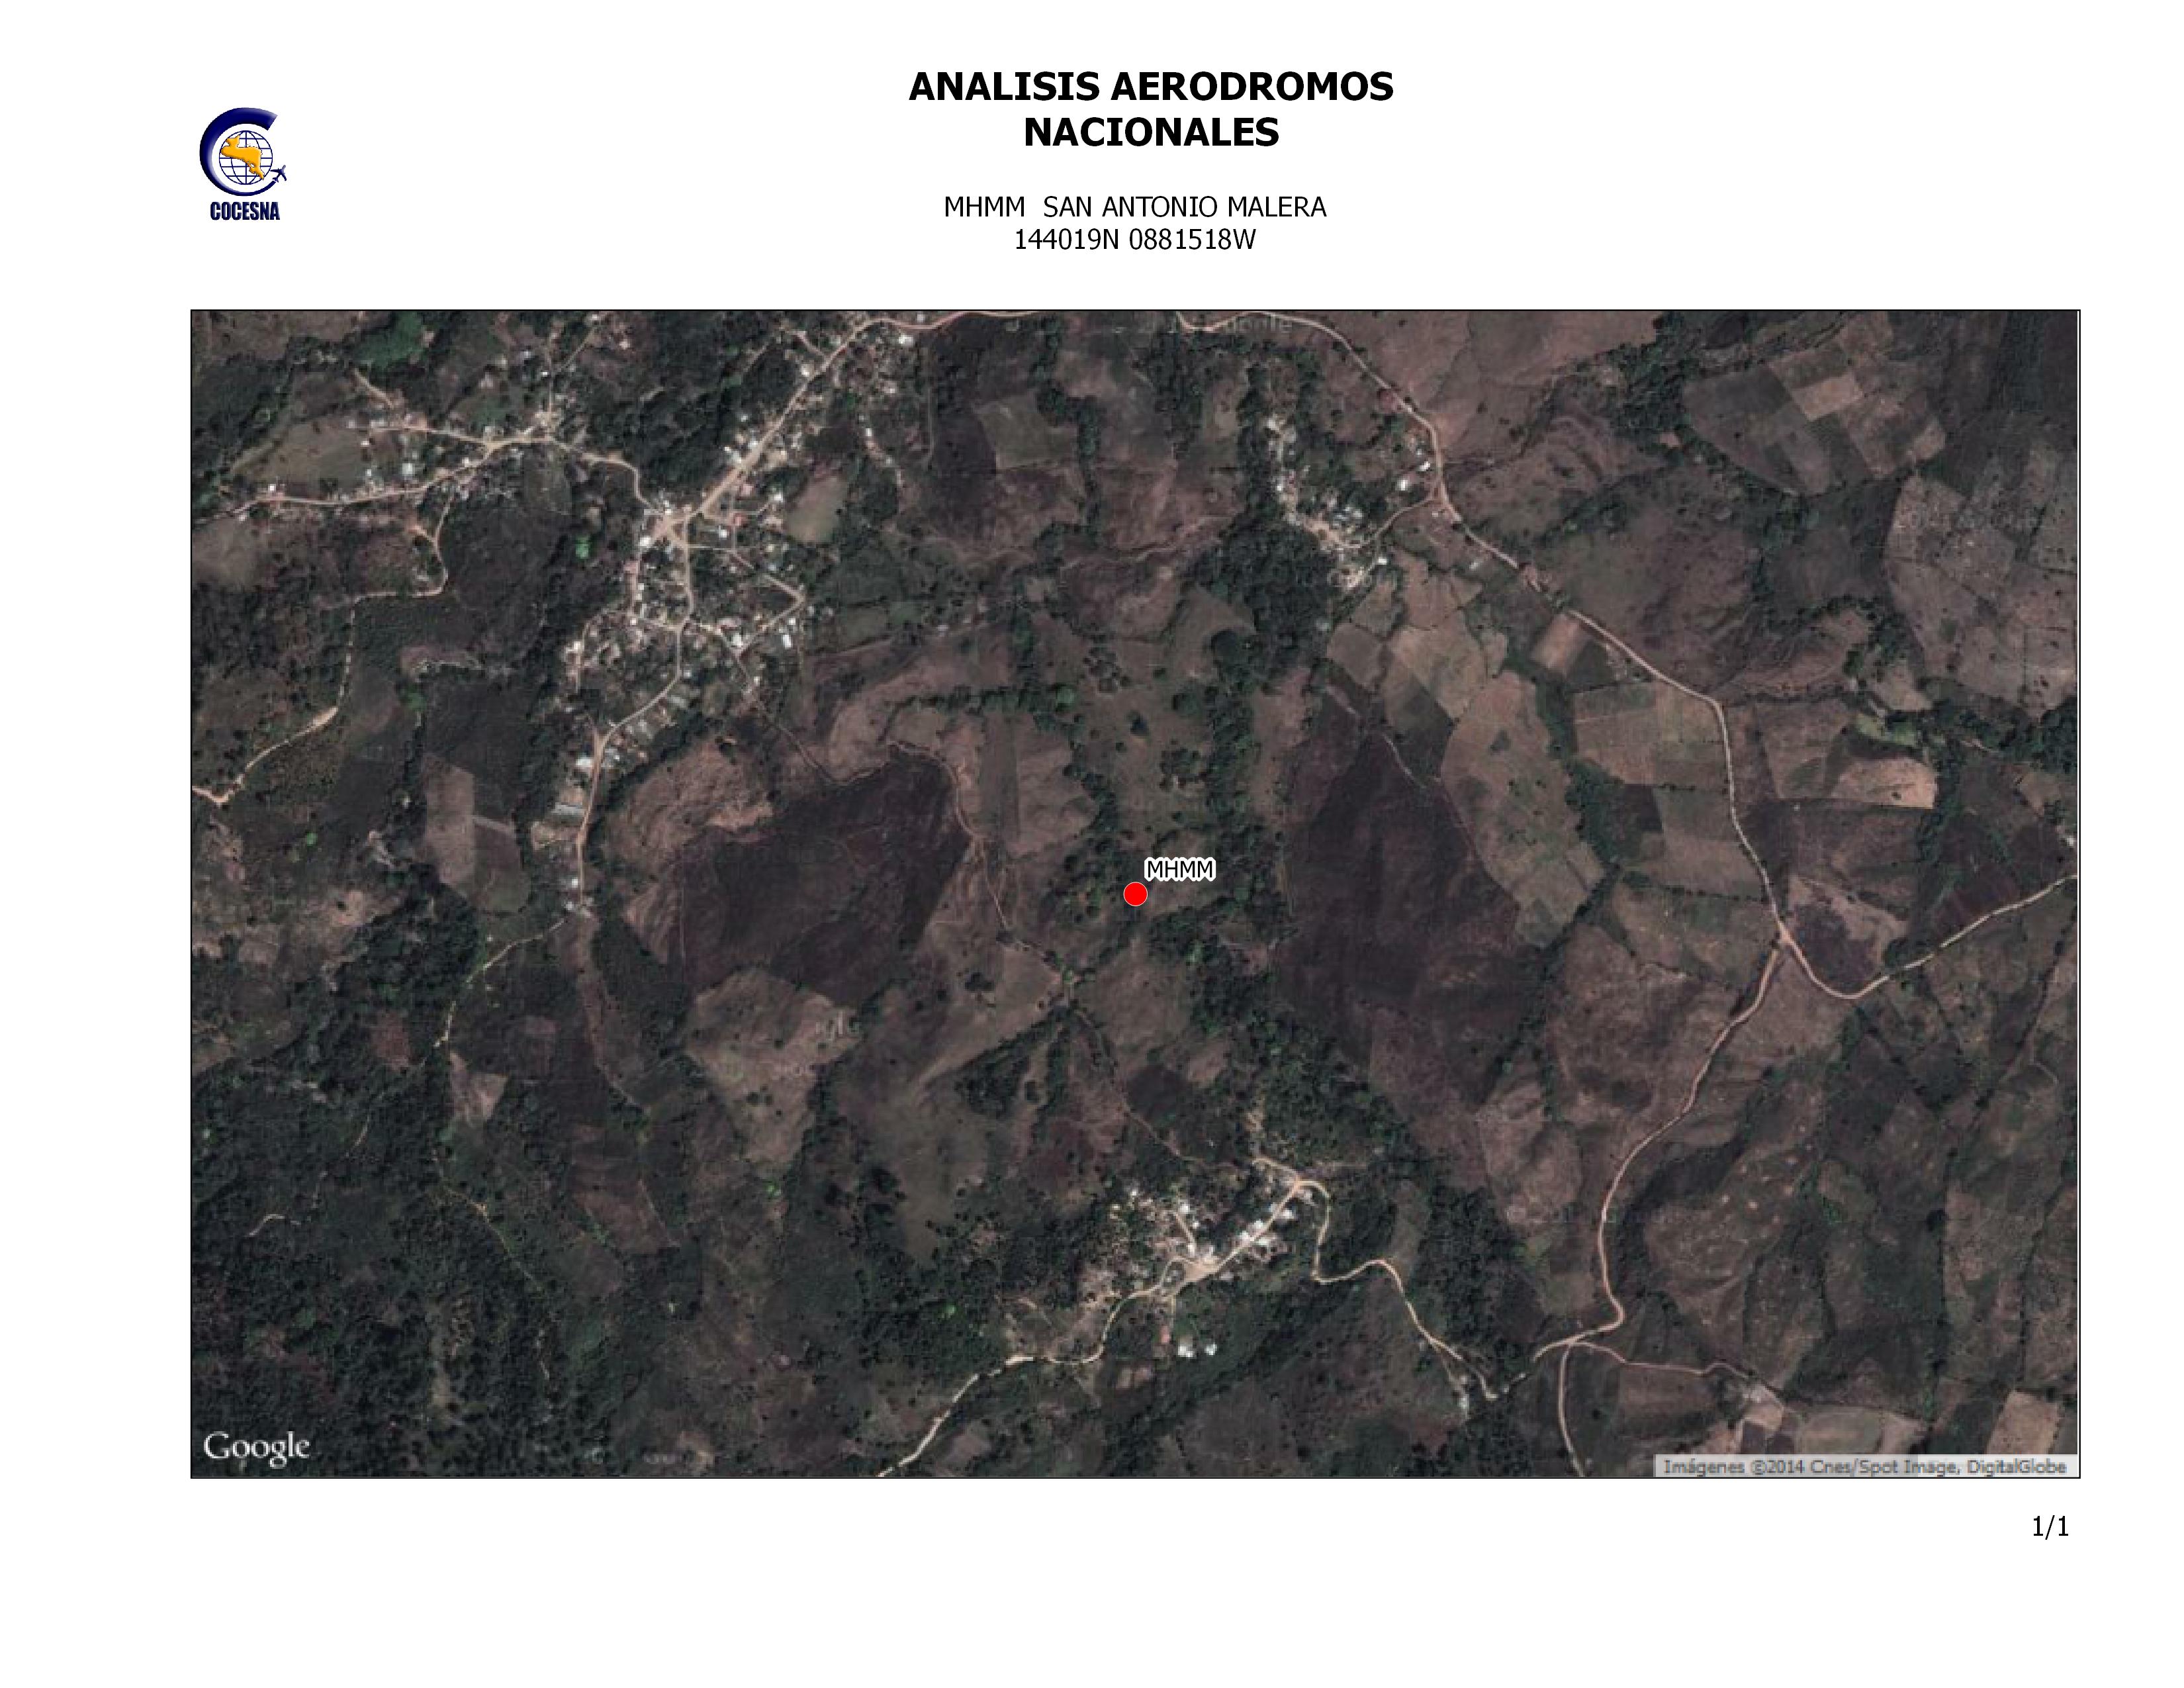 ANALISIS AERODROMOS
NACIONALES
COCESNA
MHMM SAN ANTONIO MALERA
144019N 0881518W
MHMM
Google
Imágenes ©2014 Cnes/Spot Image, DigitalGlobe
1/1